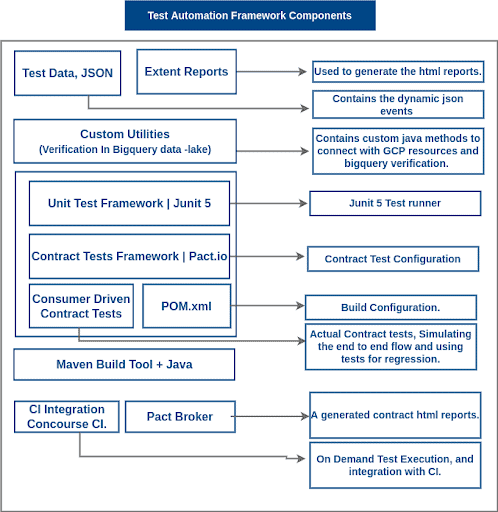 Test Automation Framework Components
Test Data, JSON
Extent Reports
Used to generate the html reports.
Contains the dynamic json
events
Custom Utilities
(Verification In Bigquery data -lake)
Contains custom java methods to
connect with GCP resources and
bigquery verification.
Unit Test Framework | Junit 5
Junit 5 Test runner
Contract Tests Framework | Pact.io
Contract Test Configuration
Consumer Driven
Contract Tests
POM.xml
Build Configuration.
Actual Contract tests, Simulating
the end to end flow and using
tests for regression.
Maven Build Tool + Java
CI Integration
Concourse CI.
Pact Broker
A generated contract html reports.
On Demand Test Execution, and
integration with CI.